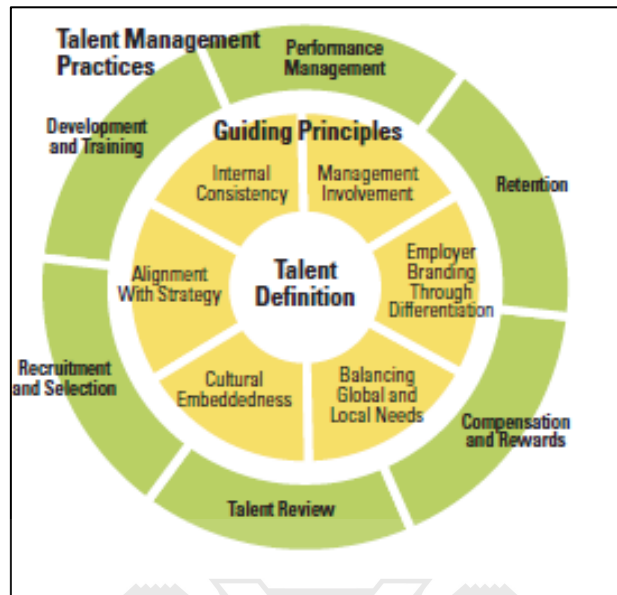 Talent Management
Practices
Performance
Management
Development
and Training
Guiding Principles
Internal
Consistency
Management
Involvement
Retention
Alignment
With Strategy
Talent
Definition
Employer
Branding
Through
Differentiation
Recruitment
and Selection
Cultural
Embeddedness
Balancing
Global and
Local Needs
Compensation
and Rewards
Talent Review